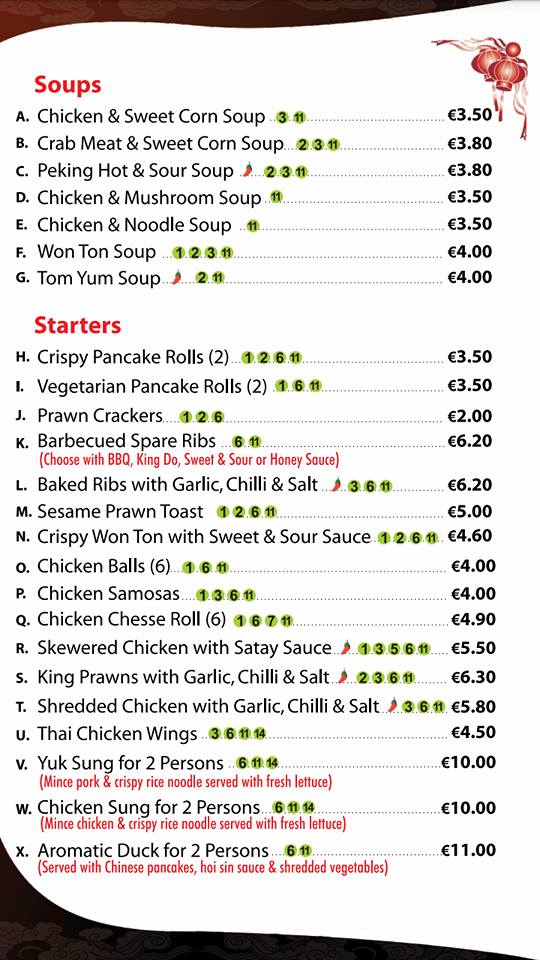 Soups
A. Chicken & Sweet Corn Soup 3 11 €3.50
B. Crab Meat & Sweet Corn Soup 2 3 11 €3.80
C. Peking Hot & Sour Soup 2 3 11 €3.80
D. Chicken & Mushroom Soup 11 €3.50
E. Chicken & Noodle Soup 11 €3.50
F. Won Ton Soup 1 2 3 11 €4.00
G. Tom Yum Soup 2 11 €4.00
Starters
H. Crispy Pancake Rolls (2) 1 2 6 11 €3.50
I. Vegetarian Pancake Rolls (2) 1 6 11 €3.50
J. Prawn Crackers 1 2 6 €2.00
K. Barbecued Spare Ribs 6 11 €6.20
(Choose with BBQ, King Do, Sweet & Sour or Honey Sauce)
L. Baked Ribs with Garlic, Chilli & Salt 3 6 11 €6.20
M. Sesame Prawn Toast 1 2 6 11 €5.00
N. Crispy Won Ton with Sweet & Sour Sauce 1 2 6 11 €4.60
O. Chicken Balls (6) 1 6 11 €4.00
P. Chicken Samosas 1 3 6 11 €4.00
Q. Chicken Chesse Roll (6) 1 6 7 11 €4.90
R. Skewered Chicken with Satay Sauce 1 3 5 6 11 €5.50
S. King Prawns with Garlic, Chilli & Salt 2 3 6 11 €6.30
T. Shredded Chicken with Garlic, Chilli & Salt 3 6 11 €5.80
U. Thai Chicken Wings 3 6 11 14 €4.50
V. Yuk Sung for 2 Persons 6 11 14 €10.00
(Mince pork & crispy rice noodle served with fresh lettuce)
W. Chicken Sung for 2 Persons 6 11 14 €10.00
(Mince chicken & crispy rice noodle served with fresh lettuce)
X. Aromatic Duck for 2 Persons 6 11 €11.00
(Served with Chinese pancakes, hoi sin sauce & shredded vegetables)